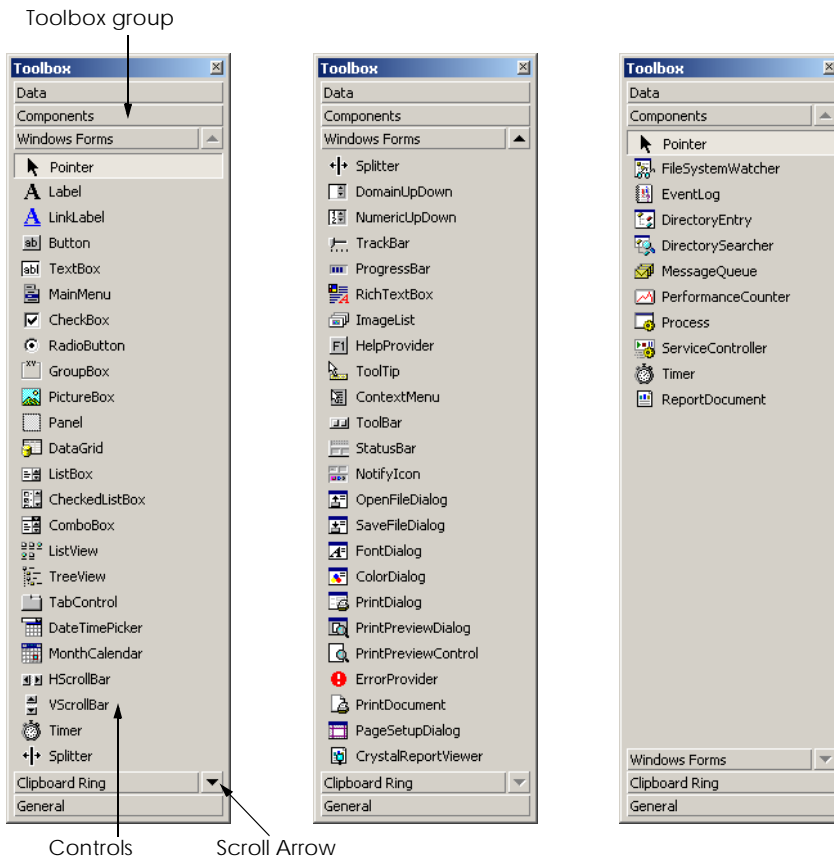 Toolbox group
Toolbox
Data
Components
Windows Forms
Pointer
A Label
A LinkLabel
ab Button
abl TextBox
MainMenu
CheckBox
RadioButton
XY GroupBox
PictureBox
Panel
DataGrid
ListBox
CheckedListBox
ComboBox
ListView
TreeView
TabControl
DateTimePicker
MonthCalendar
HScrollBar
VScrollBar
Timer
Splitter
Clipboard Ring
General
Controls
Scroll Arrow
Toolbox
Data
Components
Windows Forms
Splitter
DomainUpDown
NumericUpDown
TrackBar
ProgressBar
RichTextBox
ImageList
F1 HelpProvider
ToolTip
ContextMenu
ToolBar
StatusBar
NotifyIcon
OpenFileDialog
SaveFileDialog
FontDialog
ColorDialog
PrintDialog
PrintPreviewDialog
PrintPreviewControl
ErrorProvider
PrintDocument
PageSetupDialog
CrystalReportViewer
Clipboard Ring
General
Toolbox
Data
Components
Pointer
FileSystemWatcher
EventLog
DirectoryEntry
DirectorySearcher
MessageQueue
PerformanceCounter
Process
ServiceController
Timer
ReportDocument
Windows Forms
Clipboard Ring
General